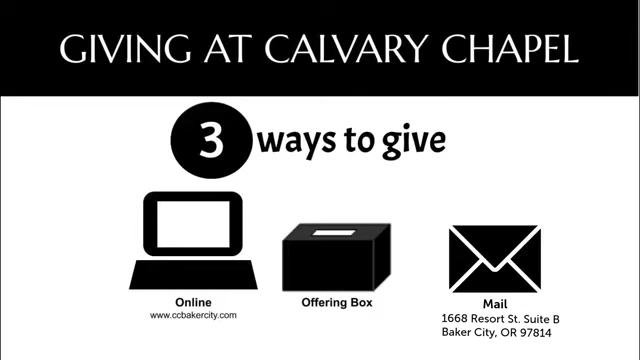 GIVING AT CALVARY CHAPEL
3 ways to give
Online
www.ccbakercity.com
Offering Box
Mail
1668 Resort St. Suite B
Baker City, OR 97814